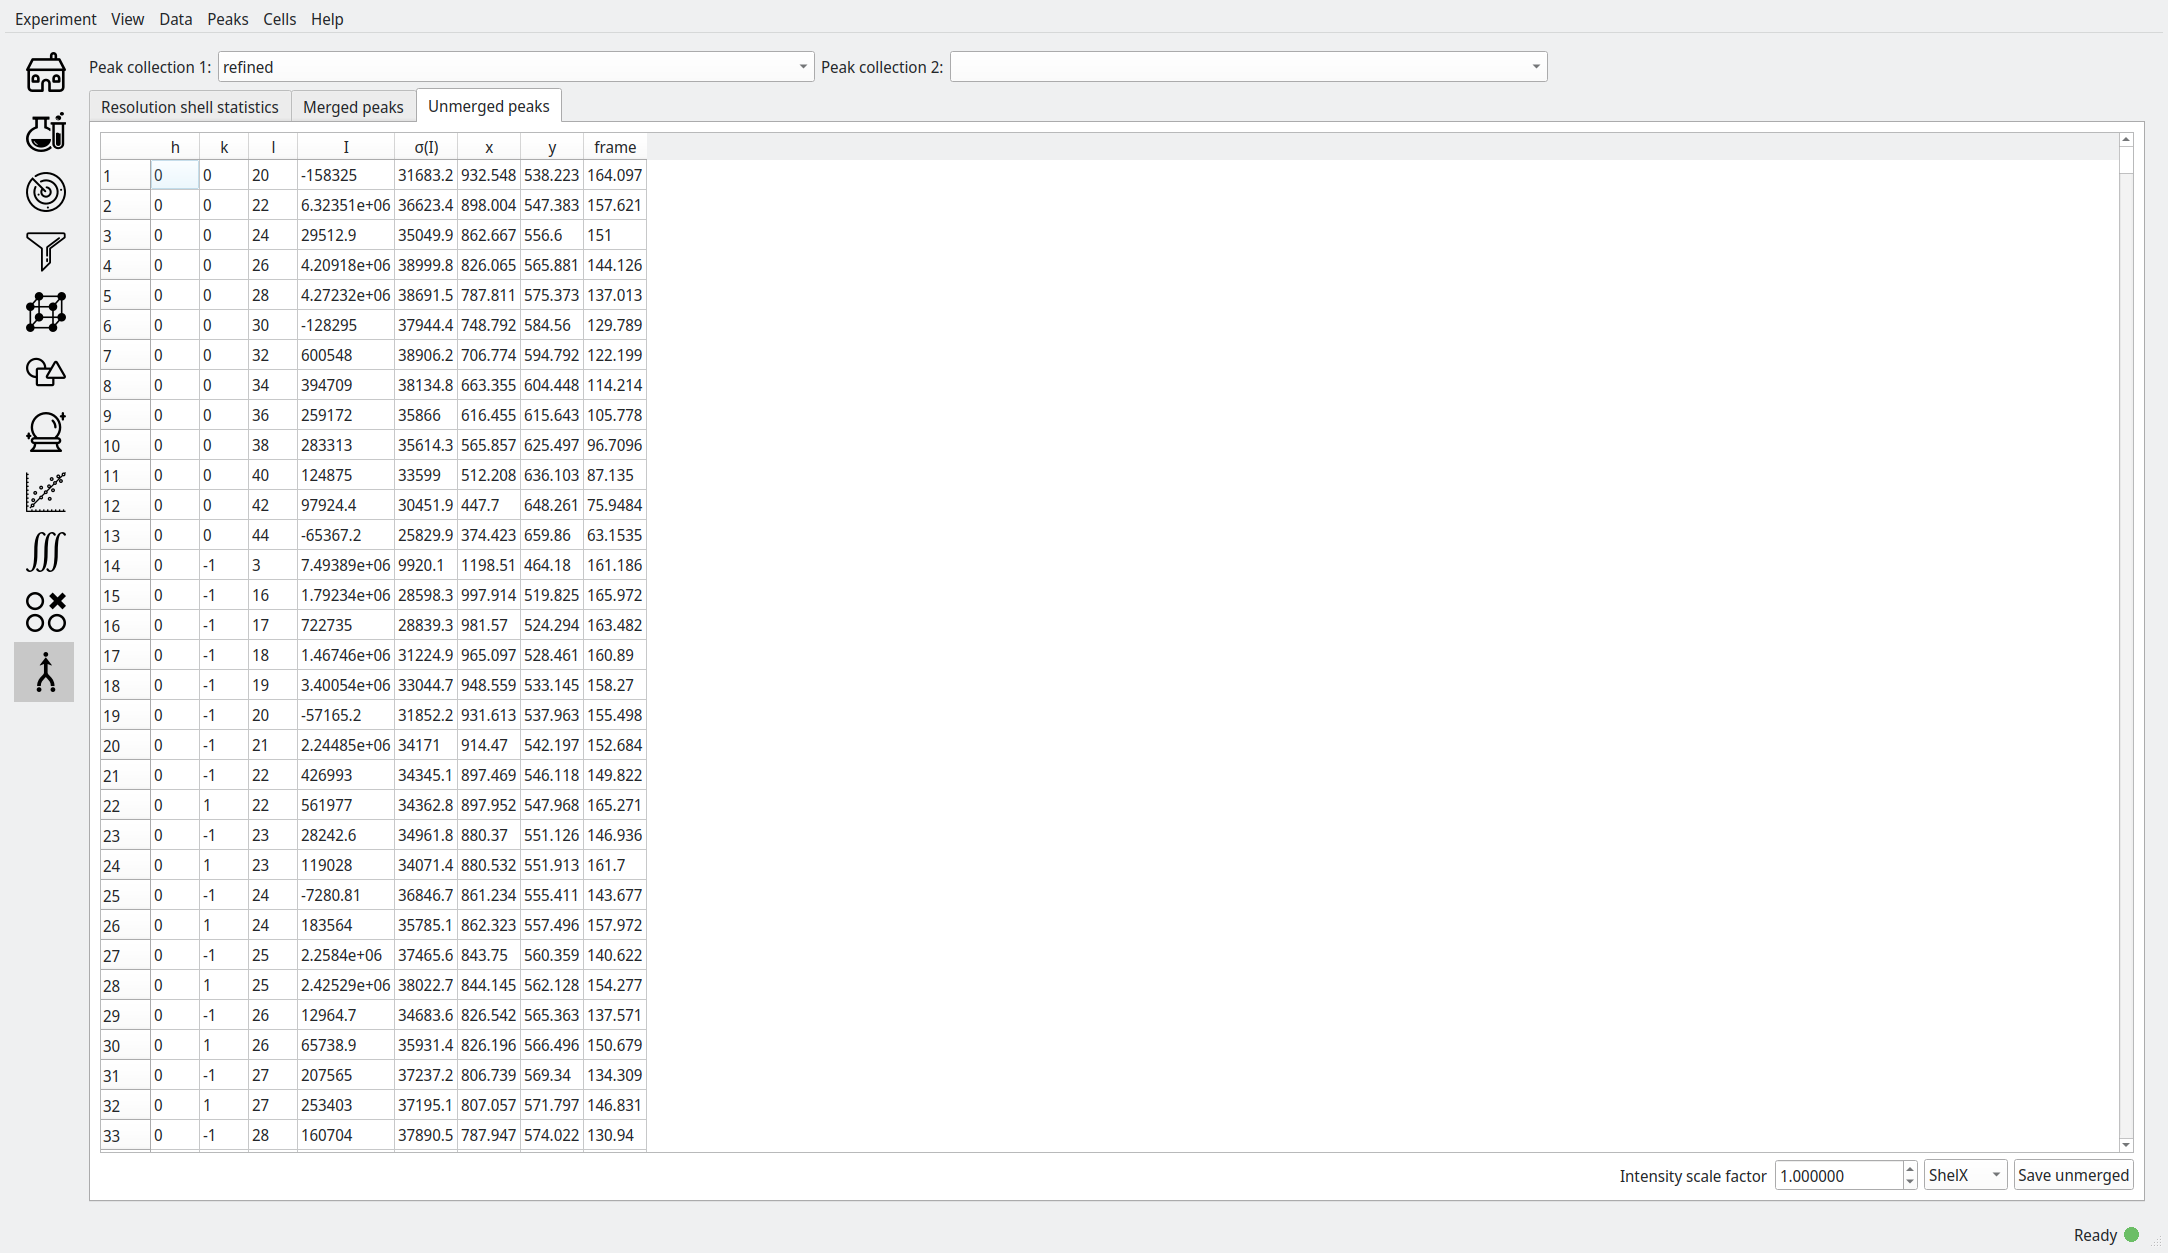 Experiment View Data Peaks Cells Help
Peak collection 1: refined Peak collection 2:
Resolution shell statistics Merged peaks Unmerged peaks
h k l I σ(I) x y frame
1 0 0 20 -158325 31683.2 932.548 538.223 164.097
2 0 0 22 6.32351e+06 36623.4 898.004 547.383 157.621
3 0 0 24 29512.9 35049.9 862.667 556.6 151
4 0 0 26 4.20918e+06 38999.8 826.065 565.881 144.126
5 0 0 28 4.27232e+06 38691.5 787.811 575.373 137.013
6 0 0 30 -128295 37944.4 748.792 584.56 129.789
7 0 0 32 600548 38906.2 706.774 594.792 122.199
8 0 0 34 394709 38134.8 663.355 604.448 114.214
9 0 0 36 259172 35866 616.455 615.643 105.778
10 0 0 38 283313 35614.3 565.857 625.497 96.7096
11 0 0 40 124875 33599 512.208 636.103 87.135
12 0 0 42 97924.4 30451.9 447.7 648.261 75.9484
13 0 0 44 -65367.2 25829.9 374.423 659.86 63.1535
14 0 -1 3 7.49389e+06 9920.1 1198.51 464.18 161.186
15 0 -1 16 1.79234e+06 28598.3 997.914 519.825 165.972
16 0 -1 17 722735 28839.3 981.57 524.294 163.482
17 0 -1 18 1.46746e+06 31224.9 965.097 528.461 160.89
18 0 -1 19 3.40054e+06 33044.7 948.559 533.145 158.27
19 0 -1 20 -57165.2 31852.2 931.613 537.963 155.498
20 0 -1 21 2.24485e+06 34171 914.47 542.197 152.684
21 0 -1 22 426993 34345.1 897.469 546.118 149.822
22 0 1 22 561977 34362.8 897.952 547.968 165.271
23 0 -1 23 28242.6 34961.8 880.37 551.126 146.936
24 0 1 23 119028 34071.4 880.532 551.913 161.7
25 0 -1 24 -7280.81 36846.7 861.234 555.411 143.677
26 0 1 24 183564 35785.1 862.323 557.496 157.972
27 0 -1 25 2.2584e+06 37465.6 843.75 560.359 140.622
28 0 1 25 2.42529e+06 38022.7 844.145 562.128 154.277
29 0 -1 26 12964.7 34683.6 826.542 565.363 137.571
30 0 1 26 65738.9 35931.4 826.196 566.496 150.679
31 0 -1 27 207565 37237.2 806.739 569.34 134.309
32 0 1 27 253403 37195.1 807.057 571.797 146.831
33 0 -1 28 160704 37890.5 787.947 574.022 130.94
Intensity scale factor 1.000000 ShelX Save unmerged
Ready